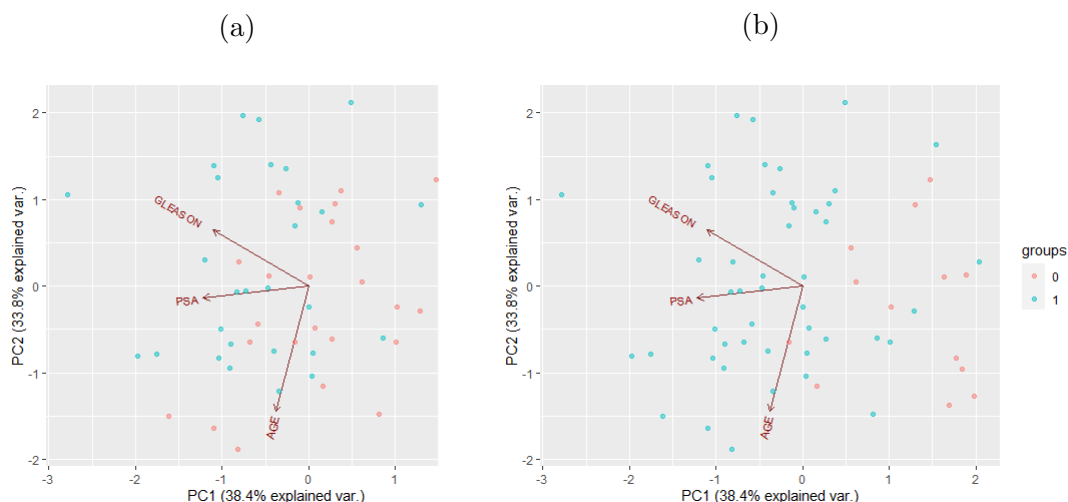 (a)
(b)
2
1
0
-1
-2
-3
-2
-1
0
1
PC1 (38.4% explained var.)
PC2 (33.8% explained var.)
GLEASON
PSA
AGE
2
1
0
-1
-2
-3
-2
-1
0
1
2
PC1 (38.4% explained var.)
PC2 (33.8% explained var.)
GLEASON
PSA
AGE
groups
0
1